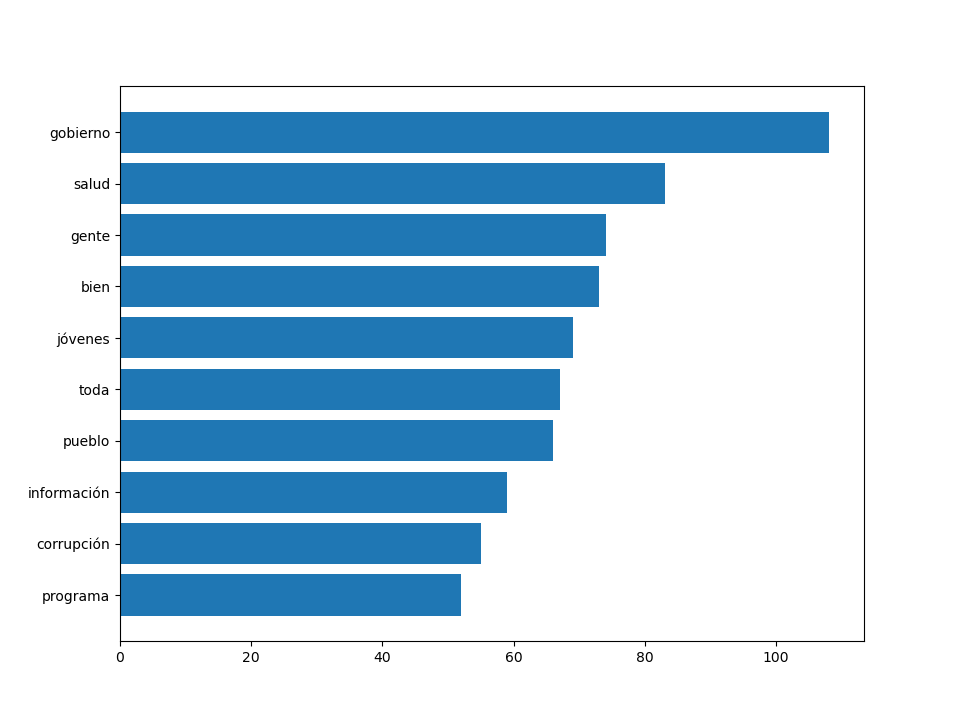 gobierno
salud
gente
bien
jóvenes
toda
pueblo
información
corrupción
programa
0 20 40 60 80 100